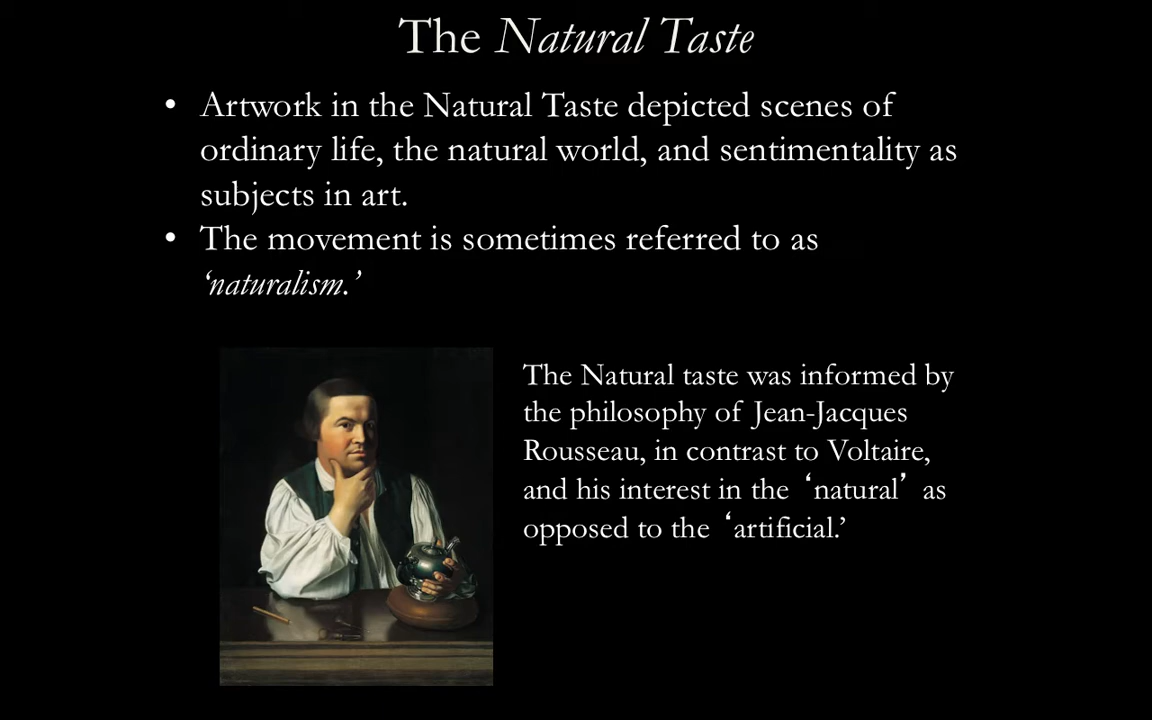 The Natural Taste
• Artwork in the Natural Taste depicted scenes of
ordinary life, the natural world, and sentimentality as
subjects in art.
• The movement is sometimes referred to as
‘naturalism.’
The Natural taste was informed by
the philosophy of Jean-Jacques
Rousseau, in contrast to Voltaire,
and his interest in the ‘natural’ as
opposed to the ‘artificial.’